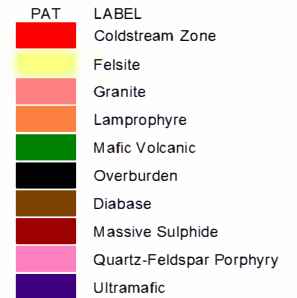 PAT LABEL
Coldstream Zone
Felsite
Granite
Lamprophyre
Mafic Volcanic
Overburden
Diabase
Massive Sulphide
Quartz-Feldspar Porphyry
Ultramafic